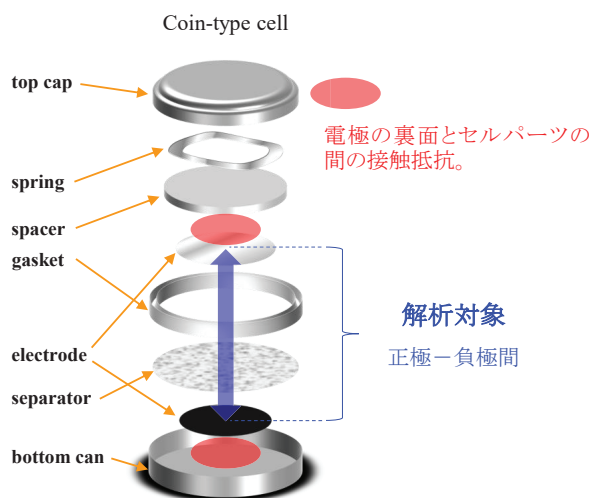 Coin-type cell
top cap
電極の裏面とセルパーツの
間の接触抵抗。
spring
spacer
gasket
解析対象
正極－負極間
electrode
separator
bottom can